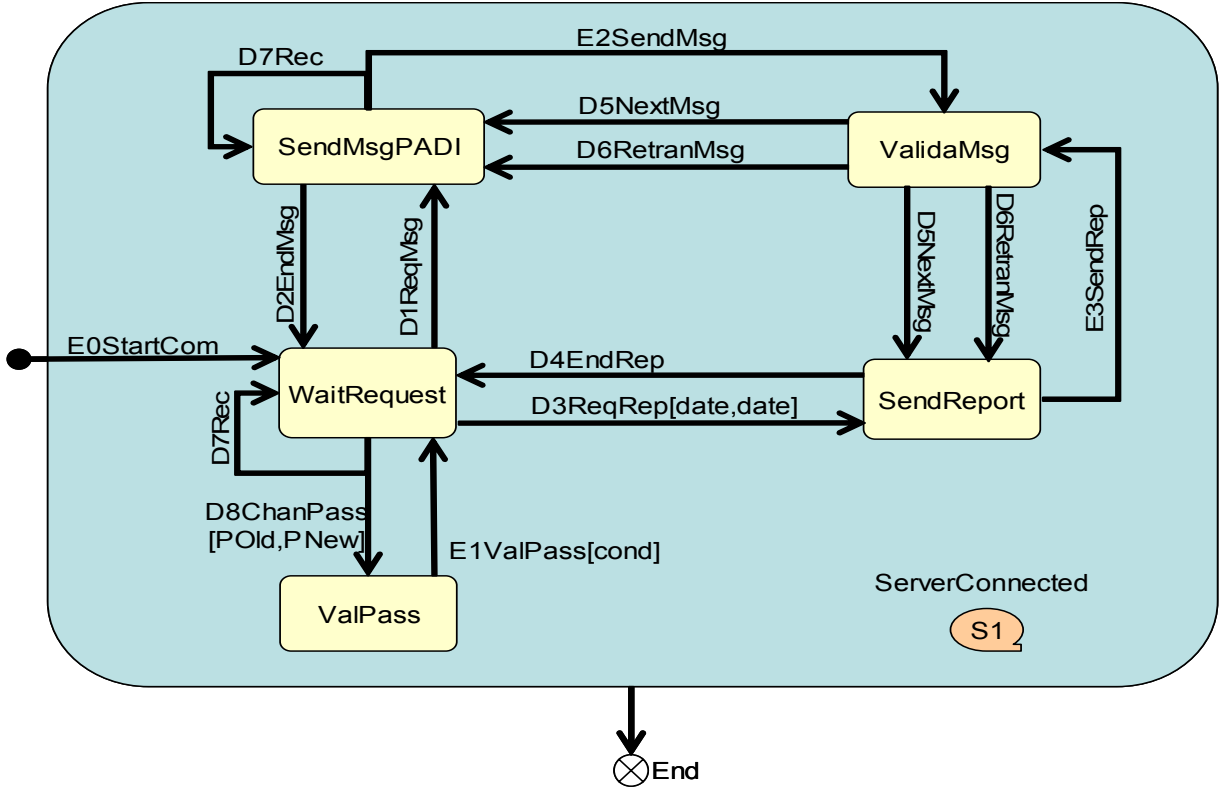 E2SendMsg
D7Rec
D5NextMsg
SendMsgPADI
D6RetranMsg
ValidaMsg
D2EndMsg
D1ReqMsg
D5NextMsg
D6RetranMsg
E3SendRep
E0StartCom
D4EndRep
WaitRequest
D3ReqRep[date,date]
SendReport
D7Rec
D8ChanPass
[POld,PNew]
E1ValPass[cond]
ValPass
ServerConnected
S1
End